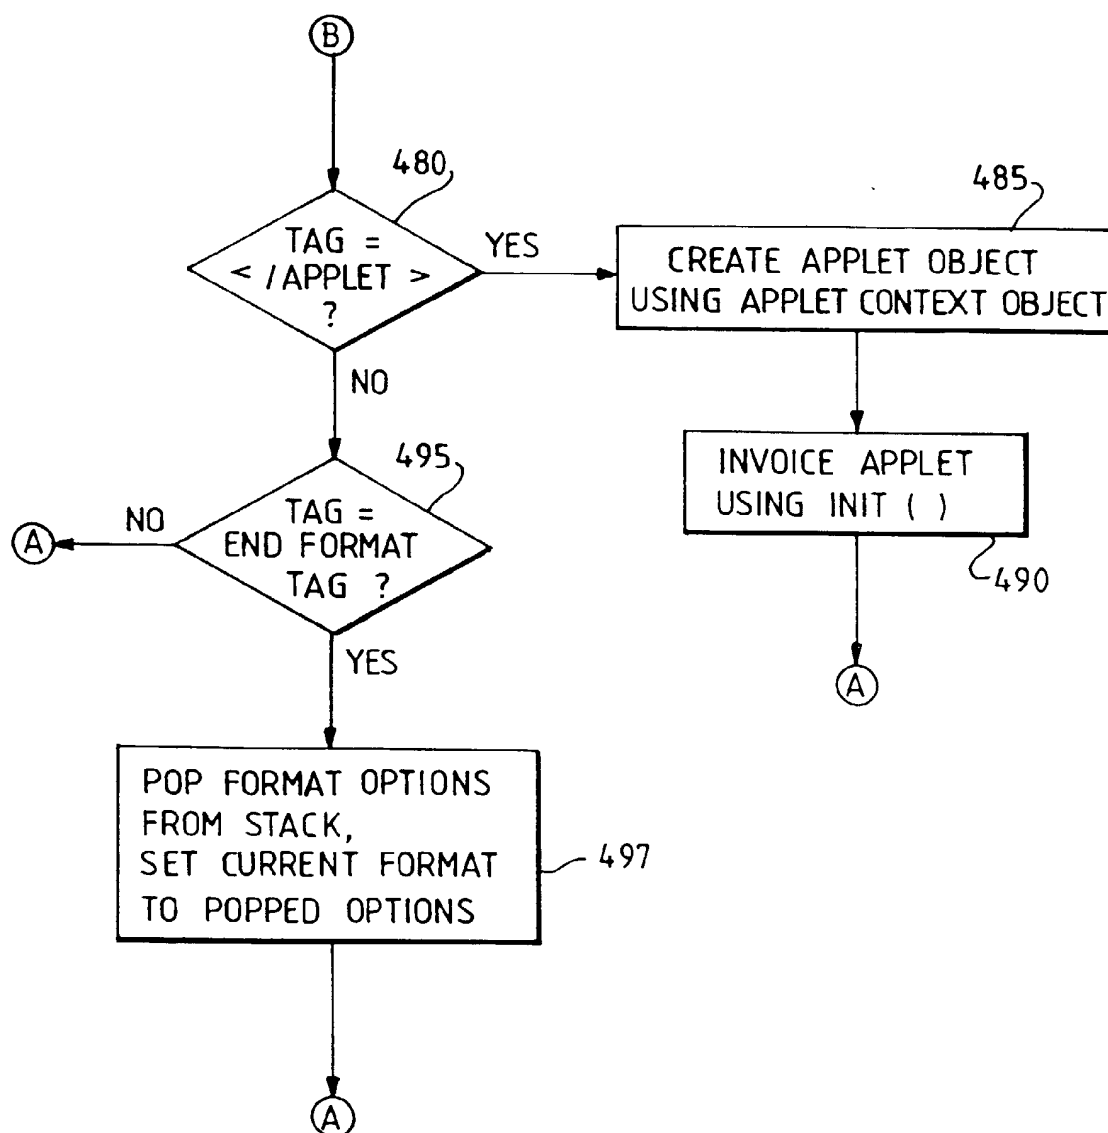 B
480
TAG =
< /APPLET >
?
YES
NO
485
CREATE APPLET OBJECT
USING APPLET CONTEXT OBJECT
INVOICE APPLET
USING INIT ( )
490
A
495
TAG =
END FORMAT
TAG ?
NO
A
YES
POP FORMAT OPTIONS
FROM STACK,
SET CURRENT FORMAT
TO POPPED OPTIONS
497
A